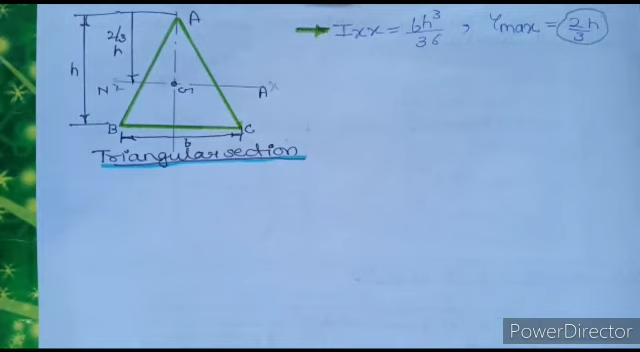 A
2/3 h
h
N x G A x
B b C
Triangular section
Ixx = bh³/36 , Ymax = 2h/3
PowerDirector